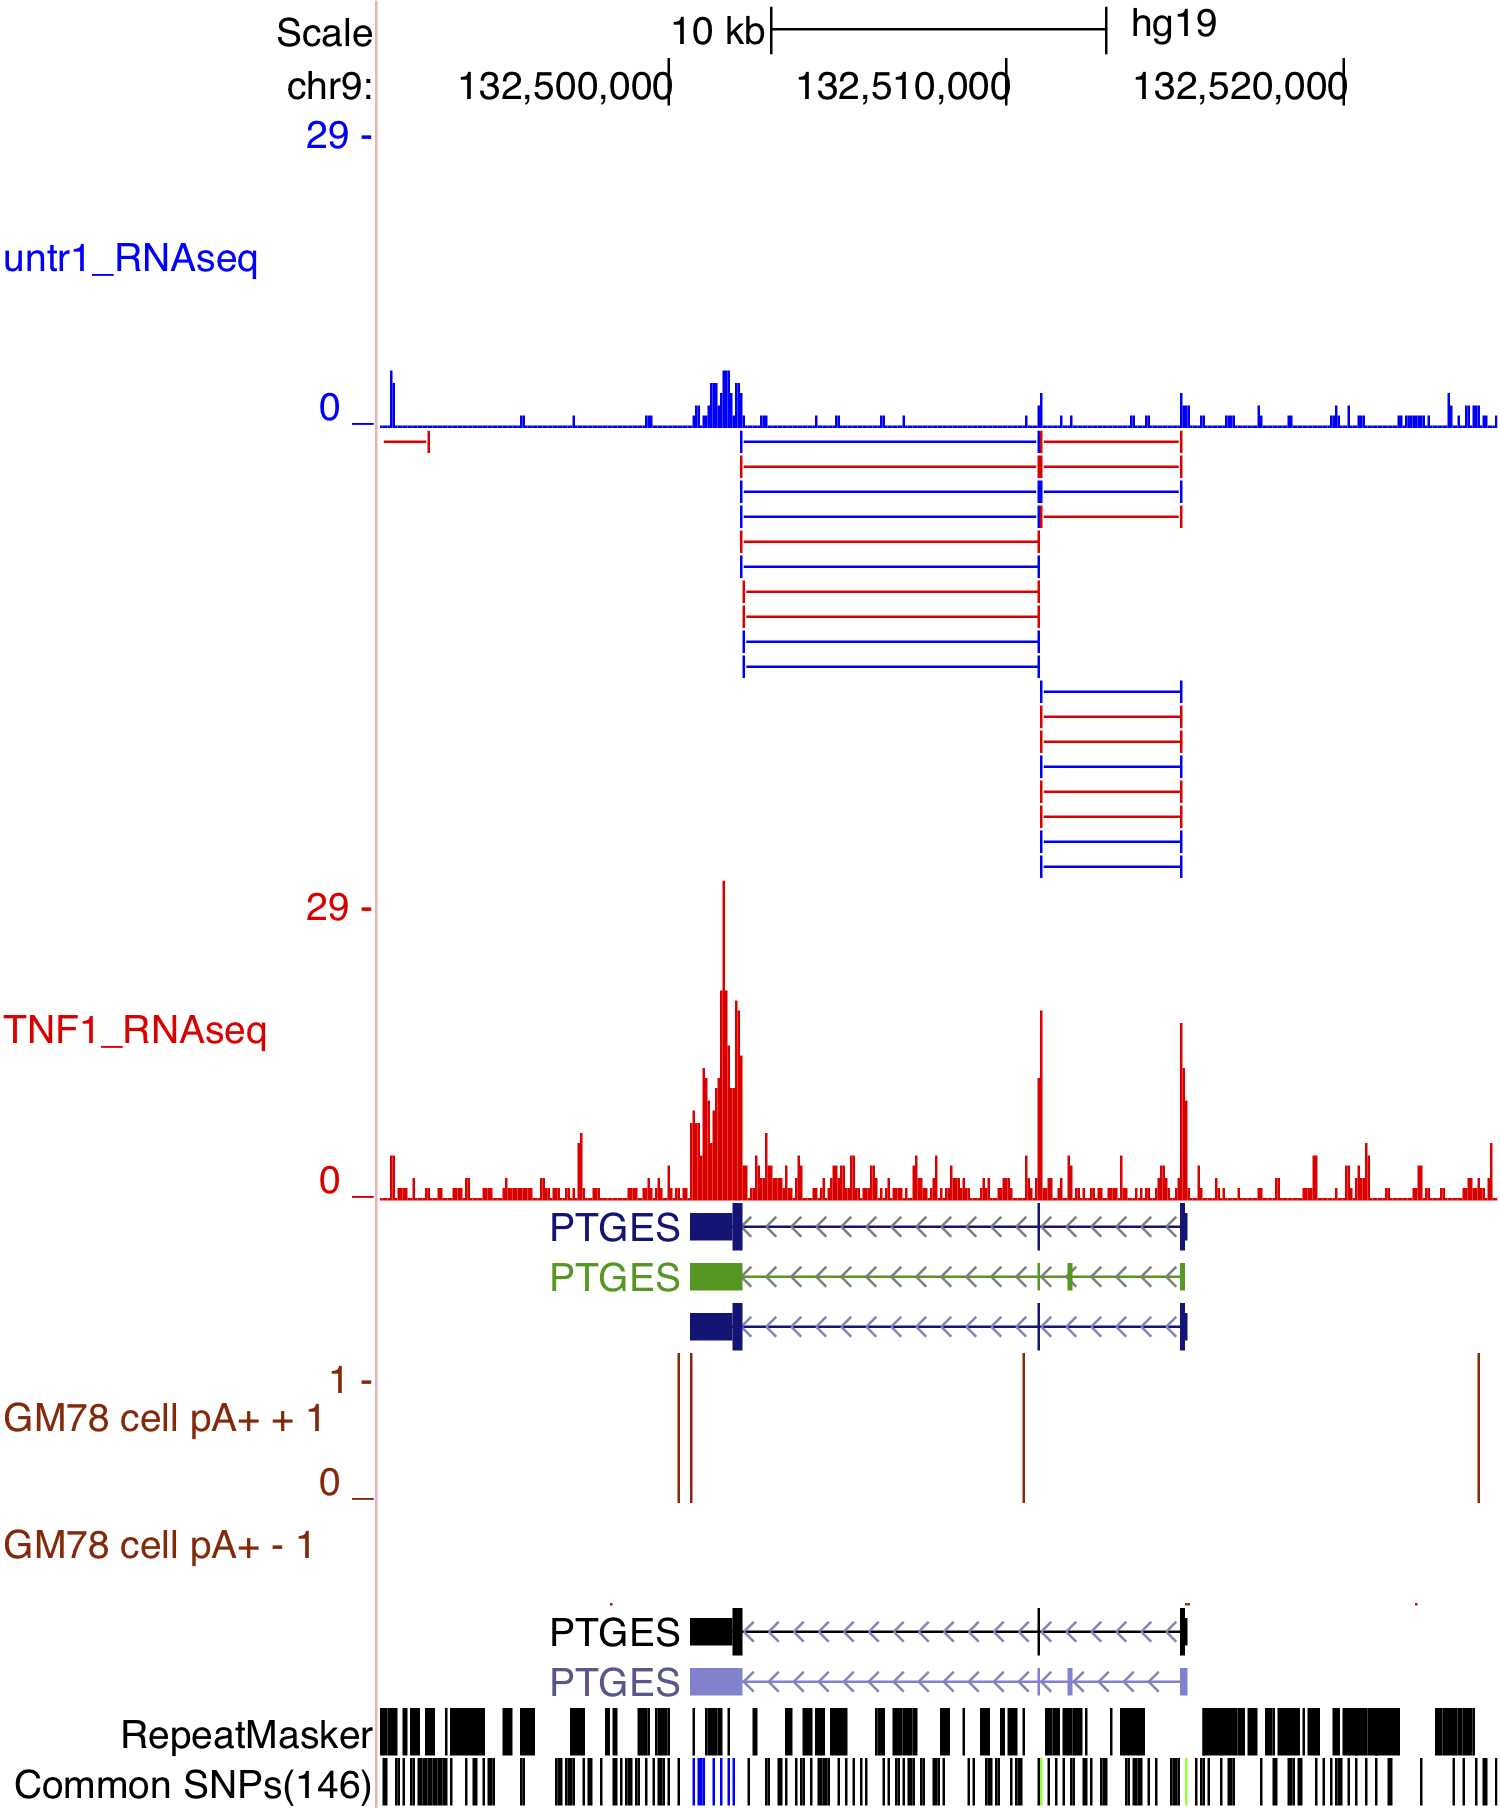 Scale 10 kb hg19
chr9: 132,500,000 132,510,000 132,520,000
29 -
untr1_RNAseq
0 _
29 -
TNF1_RNAseq
0 _
PTGES
PTGES
1 -
GM78 cell pA+ + 1
0 _
GM78 cell pA+ - 1
PTGES
PTGES
RepeatMasker
Common SNPs(146)